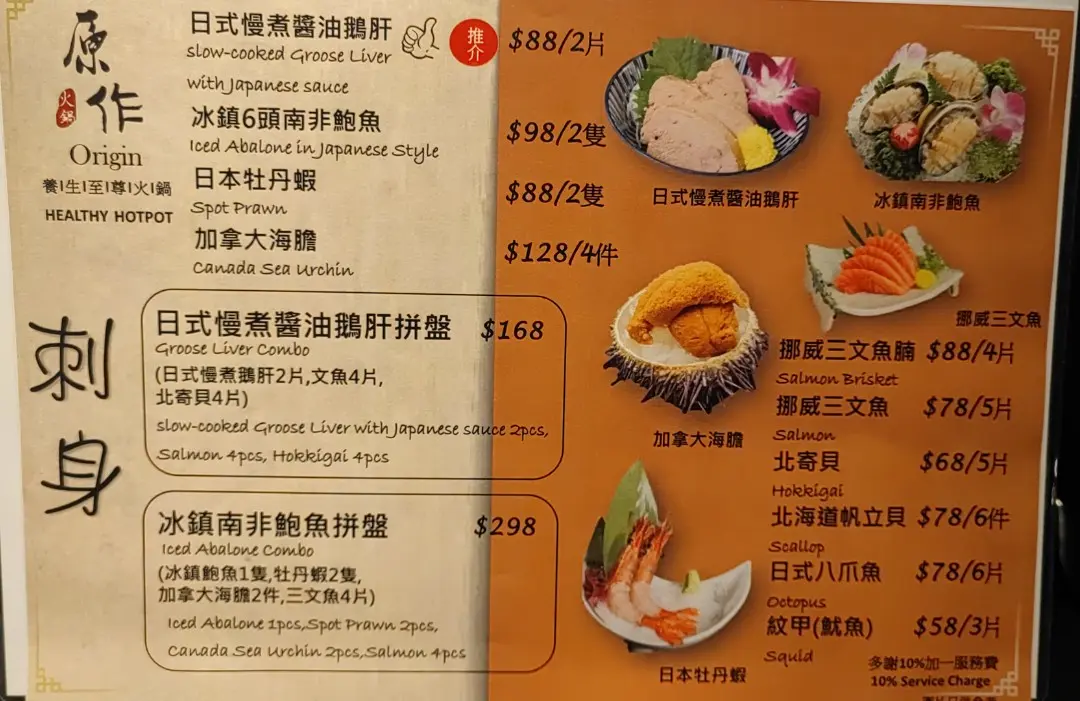 原作
火鍋
Origin
養|生|至|尊|火|鍋
HEALTHY HOTPOT
刺身
日式慢煮醬油鵝肝 推介 $88/2片
slow-cooked Groose Liver
with Japanese sauce
冰鎮6頭南非鮑魚 $98/2隻
Iced Abalone in Japanese Style
日本牡丹蝦 $88/2隻
Spot Prawn
加拿大海膽 $128/4件
Canada Sea Urchin
日式慢煮醬油鵝肝拼盤 $168
Groose Liver Combo
(日式慢煮鵝肝2片,文魚4片,
北寄貝4片)
slow-cooked Groose Liver with Japanese sauce 2pcs,
Salmon 4pcs, Hokkigai 4pcs
冰鎮南非鮑魚拼盤 $298
Iced Abalone Combo
(冰鎮鮑魚1隻,牡丹蝦2隻,
加拿大海膽2件,三文魚4片)
Iced Abalone 1pcs,Spot Prawn 2pcs,
Canada Sea Urchin 2pcs,Salmon 4pcs
日式慢煮醬油鵝肝
冰鎮南非鮑魚
挪威三文魚
加拿大海膽
日本牡丹蝦
挪威三文魚腩 $88/4片
Salmon Brisket
挪威三文魚 $78/5片
Salmon
北寄貝 $68/5片
Hokkigai
北海道帆立貝 $78/6件
Scallop
日式八爪魚 $78/6片
Octopus
紋甲(魷魚) $58/3片
Squid
多謝10%加一服務費
10% Service Charge